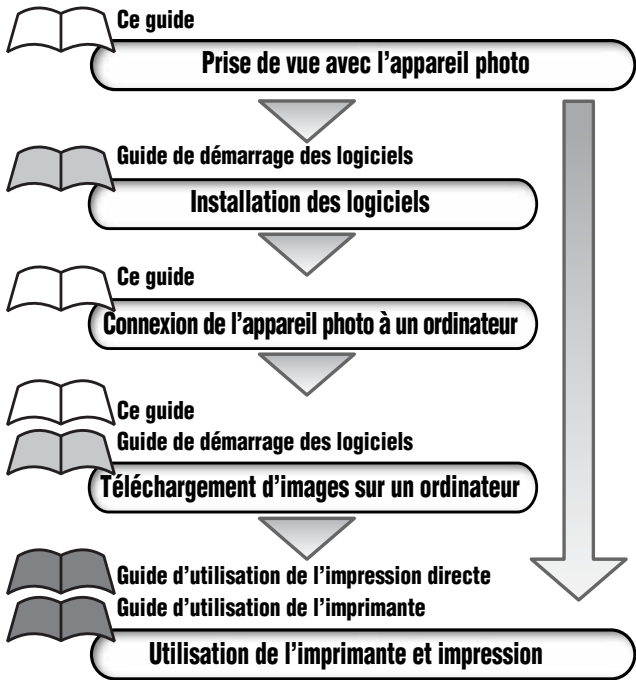 Ce guide
Prise de vue avec l'appareil photo
Guide de démarrage des logiciels
Installation des logiciels
Ce guide
Connexion de l'appareil photo à un ordinateur
Ce guide
Guide de démarrage des logiciels
Téléchargement d'images sur un ordinateur
Guide d'utilisation de l'impression directe
Guide d'utilisation de l'imprimante
Utilisation de l'imprimante et impression